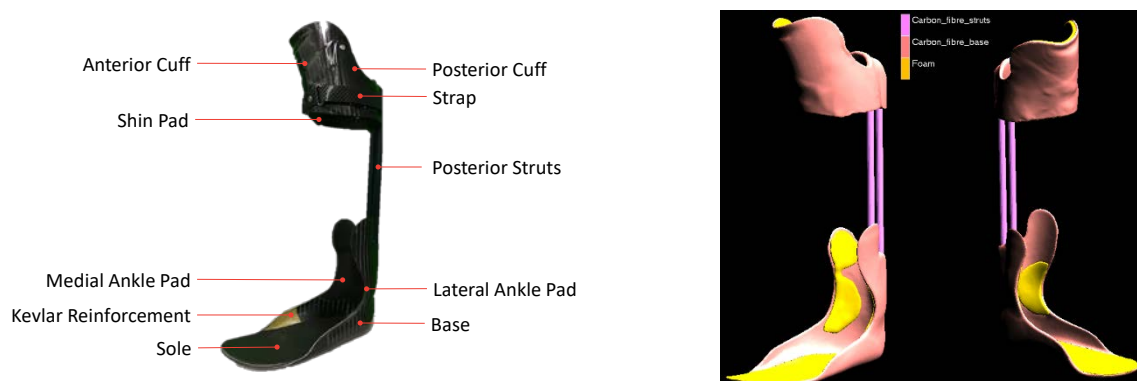 Anterior Cuff
Posterior Cuff
Strap
Shin Pad
Posterior Struts
Medial Ankle Pad
Lateral Ankle Pad
Kevlar Reinforcement
Base
Sole
Carbon_fibre_struts
Carbon_fibre_base
Foam